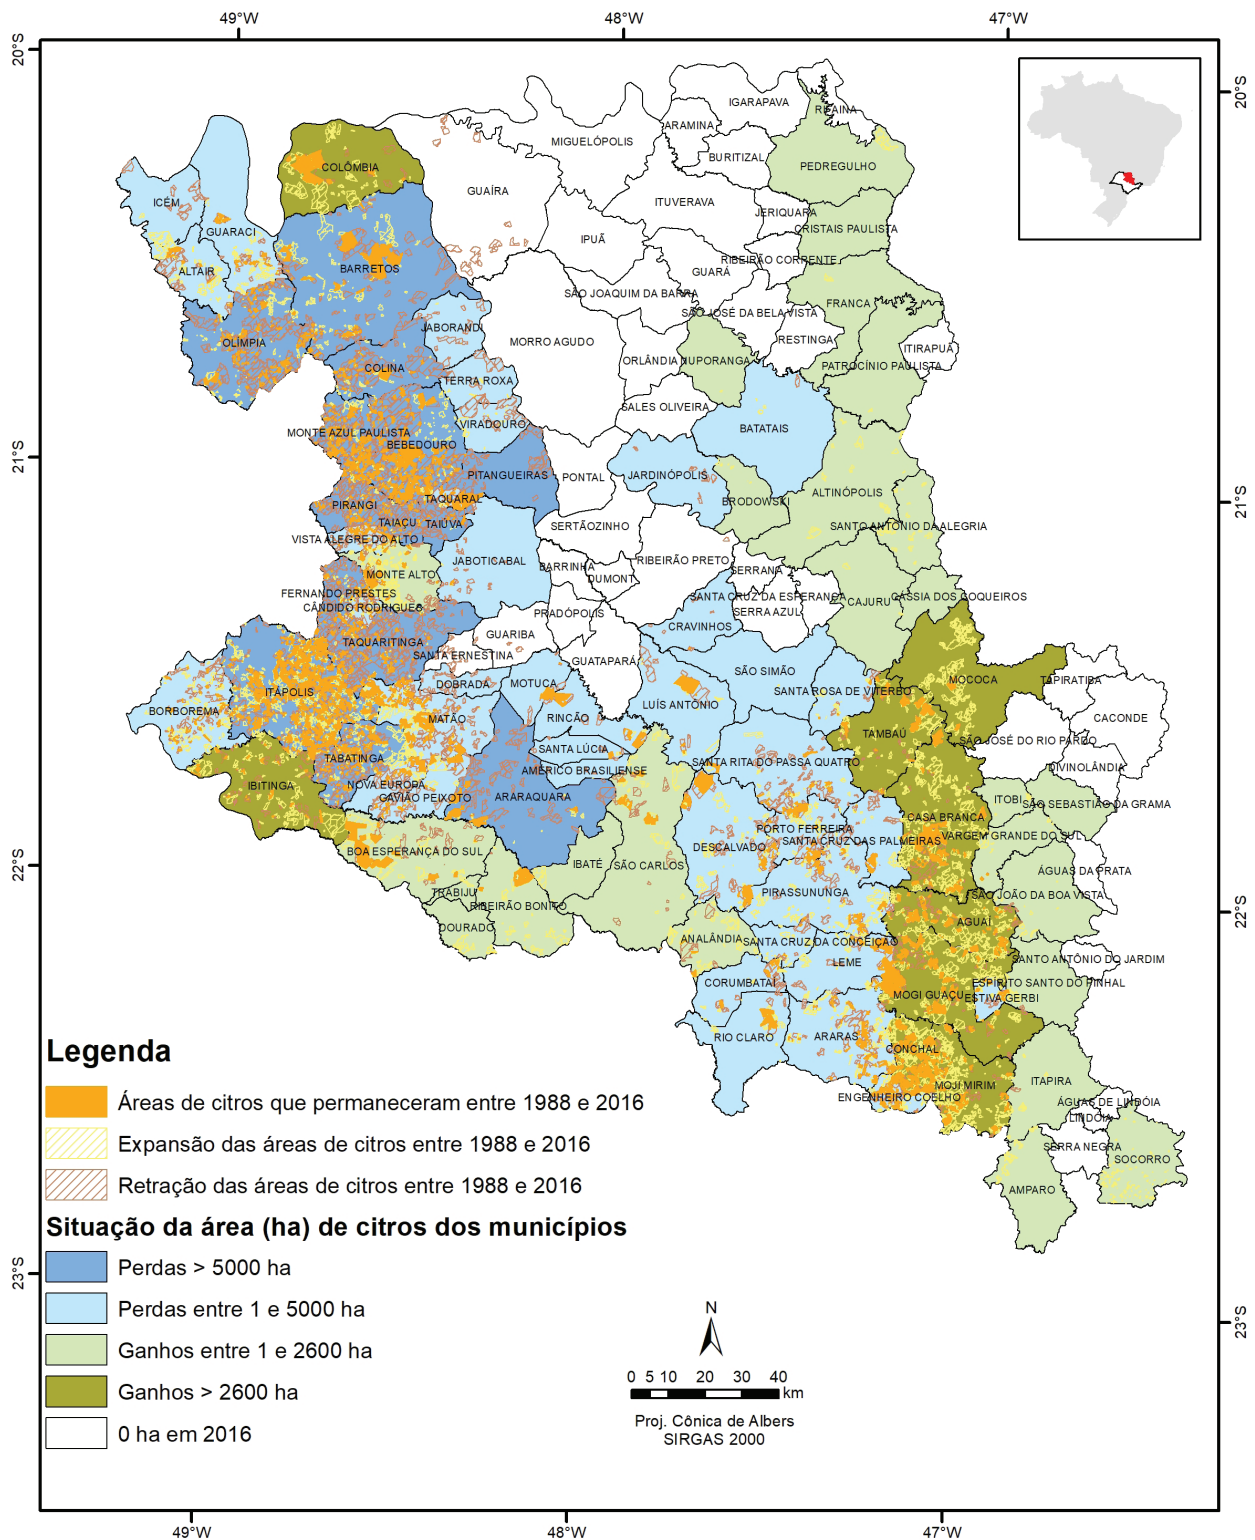 49°W
48°W
47°W
20°S
20°S
IGARAPAVA
RIFAINA
ARAMINA
MIGUELÓPOLIS
BURITIZAL
PEDREGULHO
COLÔMBIA
GUAÍRA
ICÉM
ITUVERAVA
JERIQUARA
GUARACI
CRISTAIS PAULISTA
IPUÃ
RIBEIRÃO CORRENTE
BARRETOS
ALTAIR
GUARÁ
SÃO JOAQUIM DA BARRA
FRANCA
SÃO JOSÉ DA BELA VISTA
JABORANDI
OLÍMPIA
MORRO AGUDO
RESTINGA
ITIRAPUÃ
ORLÂNDIA
NUPORANGA
PATROCÍNIO PAULISTA
COLINA
TERRA ROXA
SALES OLIVEIRA
VIRADOURO
BATATAIS
MONTE AZUL PAULISTA
BEBEDOURO
21°S
PITANGUEIRAS
PONTAL
JARDINÓPOLIS
ALTINÓPOLIS
TAQUARAL
BRODOWSKI
PIRANGI
21°S
TAIAÇU
TAIÚVA
SERTÃOZINHO
SANTO ANTÔNIO DA ALEGRIA
VISTA ALEGRE DO ALTO
JABOTICABAL
RIBEIRÃO PRETO
BARRINHA
SERRANA
MONTE ALTO
DUMONT
FERNANDO PRESTES
SANTA CRUZ DA ESPERANÇA
CAJURU
CÁSSIA DOS COQUEIROS
CÂNDIDO RODRIGUES
PRADÓPOLIS
SERRA AZUL
CRAVINHOS
GUARIBA
TAQUARITINGA
SANTA ERNESTINA
GUATAPARÁ
SÃO SIMÃO
MOCOCA
TAPIRATIBA
DOBRADA
MOTUCA
ITÁPOLIS
SANTA ROSA DE VITERBO
LUÍS ANTÔNIO
BORBOREMA
MATÃO
RINCÃO
CACONDE
TAMBAÚ
SÃO JOSÉ DO RIO PARDO
SANTA LÚCIA
TABATINGA
SANTA RITA DO PASSA QUATRO
DIVINOLÂNDIA
AMÉRICO BRASILIENSE
IBITINGA
NOVA EUROPA
GAVIÃO PEIXOTO
ARARAQUARA
ITOBI
SÃO SEBASTIÃO DA GRAMA
CASA BRANCA
PORTO FERREIRA
VARGEM GRANDE DO SUL
SANTA CRUZ DAS PALMEIRAS
DESCALVADO
BOA ESPERANÇA DO SUL
22°S
IBATÉ
SÃO CARLOS
ÁGUAS DA PRATA
TRABIJU
PIRASSUNUNGA
SÃO JOÃO DA BOA VISTA
RIBEIRÃO BONITO
22°S
AGUAÍ
DOURADO
ANALÂNDIA
SANTA CRUZ DA CONCEIÇÃO
LEME
SANTO ANTÔNIO DO JARDIM
CORUMBATAÍ
ESPÍRITO SANTO DO PINHAL
MOGI GUAÇU
ESTIVA GERBI
RIO CLARO
ARARAS
CONCHAL
ITAPIRA
MOJI MIRIM
ENGENHEIRO COELHO
ÁGUAS DE LINDÓIA
LINDÓIA
SERRA NEGRA
SOCORRO
AMPARO
Legenda
Áreas de citros que permaneceram entre 1988 e 2016
Expansão das áreas de citros entre 1988 e 2016
Retração das áreas de citros entre 1988 e 2016
Situação da área (ha) de citros dos municípios
Perdas > 5000 ha
Perdas entre 1 e 5000 ha
Ganhos entre 1 e 2600 ha
Ganhos > 2600 ha
0 ha em 2016
23°S
23°S
N
0 5 10 20 30 40
km
Proj. Cônica de Albers
SIRGAS 2000
49°W
48°W
47°W